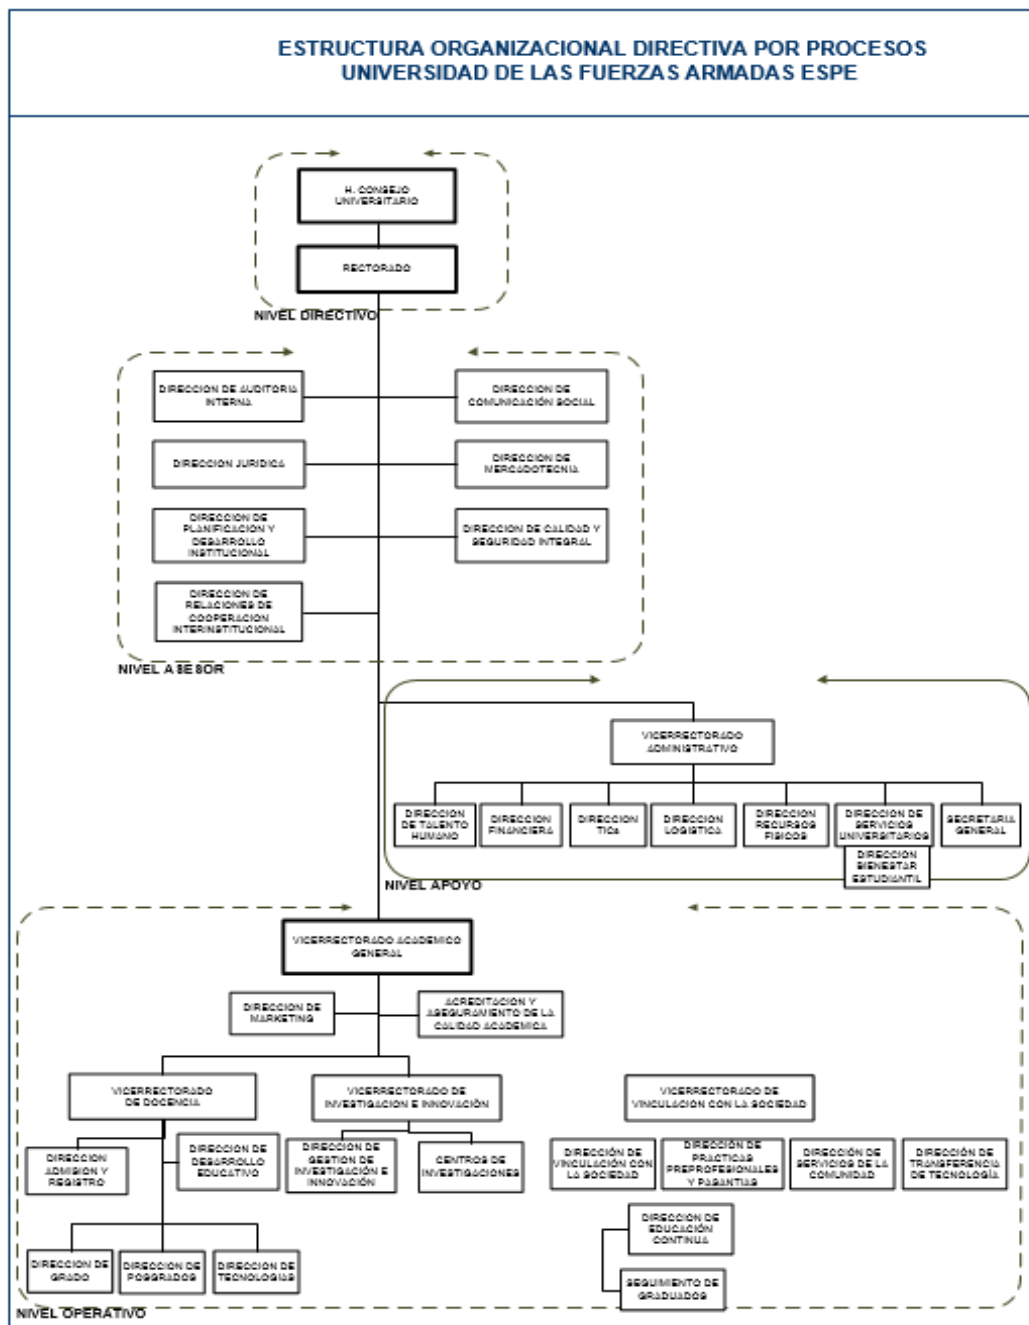 ESTRUCTURA ORGANIZACIONAL DIRECTIVA POR PROCESOS
UNIVERSIDAD DE LAS FUERZAS ARMADAS ESPE
H. CONSEJO
UNIVERSITARIO
RECTORADO
NIVEL DIRECTIVO
DIRECCION DE AUDITORIA
INTERNA
DIRECCION DE
COMUNICACIÓN SOCIAL
DIRECCION JURIDICA
DIRECCION DE
MERCADOTECNIA
DIRECCION DE
PLANIFICACION Y
DESARROLLO
INSTITUCIONAL
DIRECCION DE CALIDAD Y
SEGURIDAD INTEGRAL
DIRECCION DE
RELACIONES DE
COOPERACION
INTERINSTITUCIONAL
NIVEL ASESOR
VICERRECTORADO
ADMINISTRATIVO
DIRECCION
DE TALENTO
HUMANO
DIRECCION
FINANCIERA
DIRECCION
TICs
DIRECCION
LOGISTICA
DIRECCION
RECURSOS
FISICOS
DIRECCION DE
SERVICIOS
UNIVERSITARIOS
SECRETARIA
GENERAL
DIRECCION
BIENESTAR
ESTUDIANTIL
NIVEL APOYO
VICERRECTORADO ACADEMICO
GENERAL
DIRECCION DE
MARKETING
ACREDITACION Y
ASEGURAMIENTO DE LA
CALIDAD ACADEMICA
VICERRECTORADO
DE DOCENCIA
VICERRECTORADO DE
INVESTIGACION E INNOVACIÓN
VICERRECTORADO DE
VINCULACION CON LA SOCIEDAD
DIRECCION
ADMISION Y
REGISTRO
DIRECCION DE
DESARROLLO
EDUCATIVO
DIRECCIÓN DE
GESTION DE
INVESTIGACIÓN E
INNOVACIÓN
CENTROS DE
INVESTIGACIONES
DIRECCIÓN DE
VINCULACIÓN CON
LA SOCIEDAD
DIRECCIÓN DE
PRACTICAS
PREPROFESIONALES
Y PASANTIAS
DIRECCIÓN DE
SERVICIOS DE LA
COMUNIDAD
DIRECCIÓN DE
TRANSFERENCIA
DE TECNOLOGÍA
DIRECCION DE
EDUCACIÓN
CONTINUA
DIRECCION DE
GRADO
DIRECCION DE
POSGRADOS
DIRECCION DE
TECNOLOGIAS
SEGUIMIENTO DE
GRADUADOS
NIVEL OPERATIVO